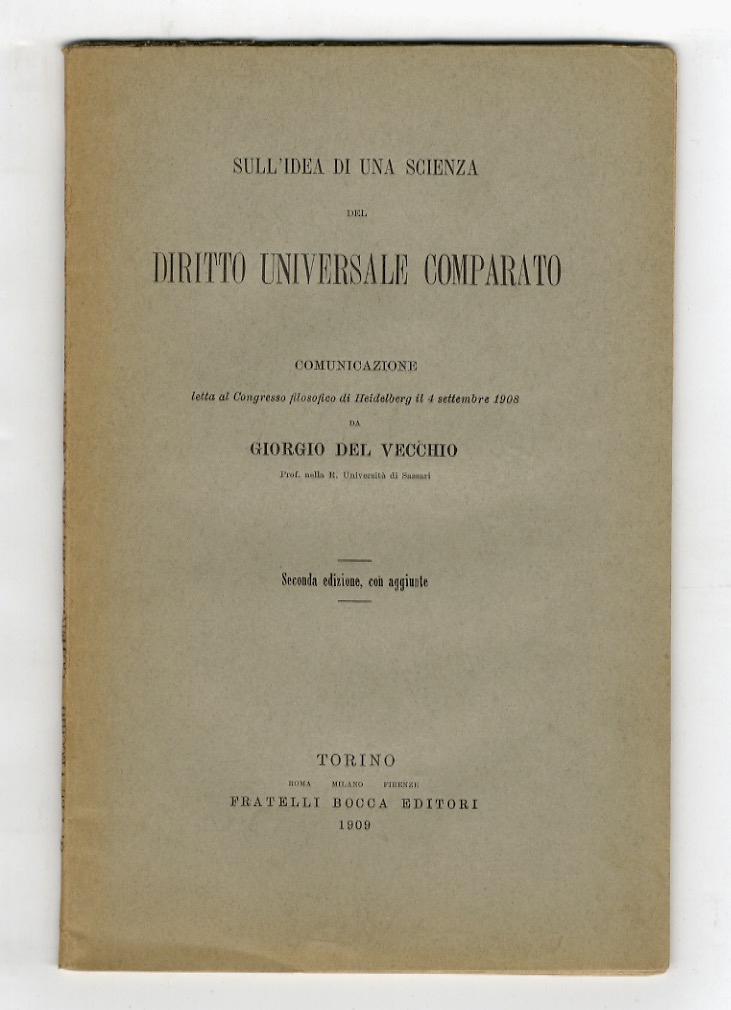 SULL'IDEA DI UNA SCIENZA
DEL
DIRITTO UNIVERSALE COMPARATO
COMUNICAZIONE
letta al Congresso filosofico di Heidelberg il 4 settembre 1908
DA
GIORGIO DEL VECCHIO
Prof. nella R. Università di Sassari
Seconda edizione, con aggiunte
TORINO
ROMA MILANO FIRENZE
FRATELLI BOCCA EDITORI
1909